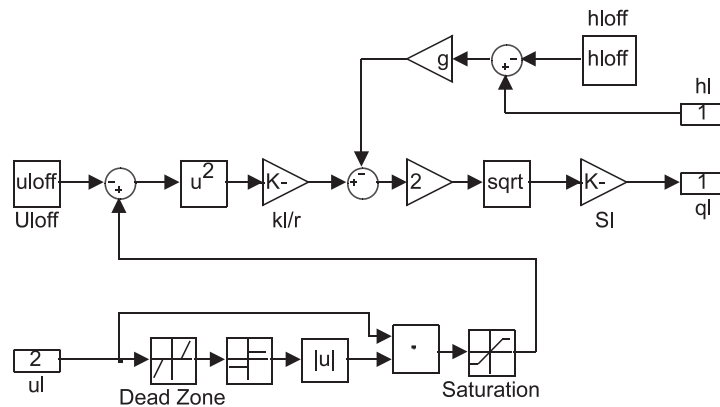 hloff
g
+
-
hloff
hl
1
uloff
Uloff
-
+
u2
K-
kl/r
+
-
2
sqrt
K-
Sl
1
ql
2
ul
Dead Zone
|u|
.
Saturation